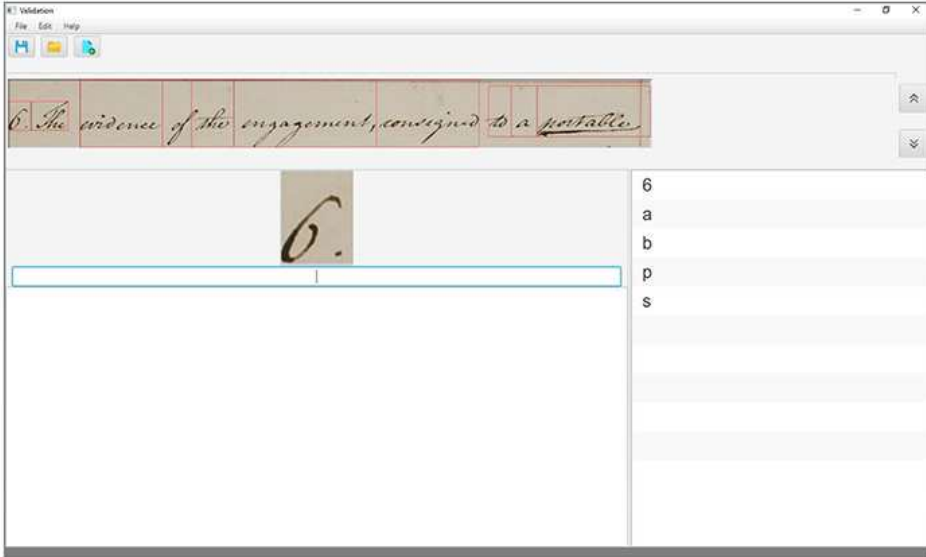 Validation
File Edit Help
6. The evidence of the engagement, consigned to a portable
6.
6
a
b
p
s